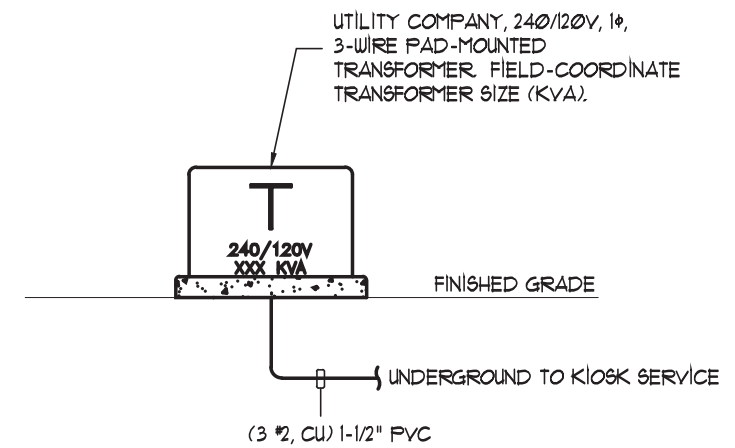 UTILITY COMPANY, 240/120V, 1ɸ,
3-WIRE PAD-MOUNTED
TRANSFORMER. FIELD-COORDINATE
TRANSFORMER SIZE (KVA).
T
240/120V
XXX KVA
FINISHED GRADE
UNDERGROUND TO KIOSK SERVICE
(3 #2, CU) 1-1/2" PVC